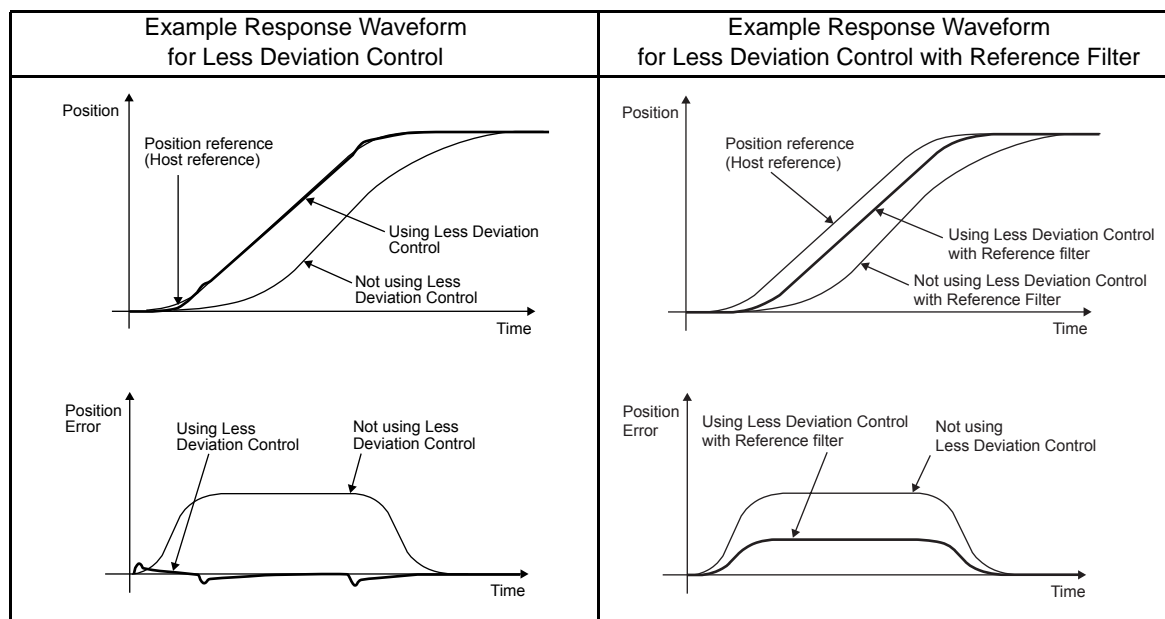 Example Response Waveform
for Less Deviation Control
Example Response Waveform
for Less Deviation Control with Reference Filter
Position
Position reference
(Host reference)
Using Less Deviation
Control
Not using Less
Deviation Control
Time
Position
Error
Using Less
Deviation Control
Not using Less
Deviation Control
Time
Position
Position reference
(Host reference)
Using Less Deviation Control
with Reference filter
Not using Less Deviation Control
with Reference Filter
Time
Position
Error
Using Less Deviation Control
with Reference filter
Not using
Less Deviation Control
Time